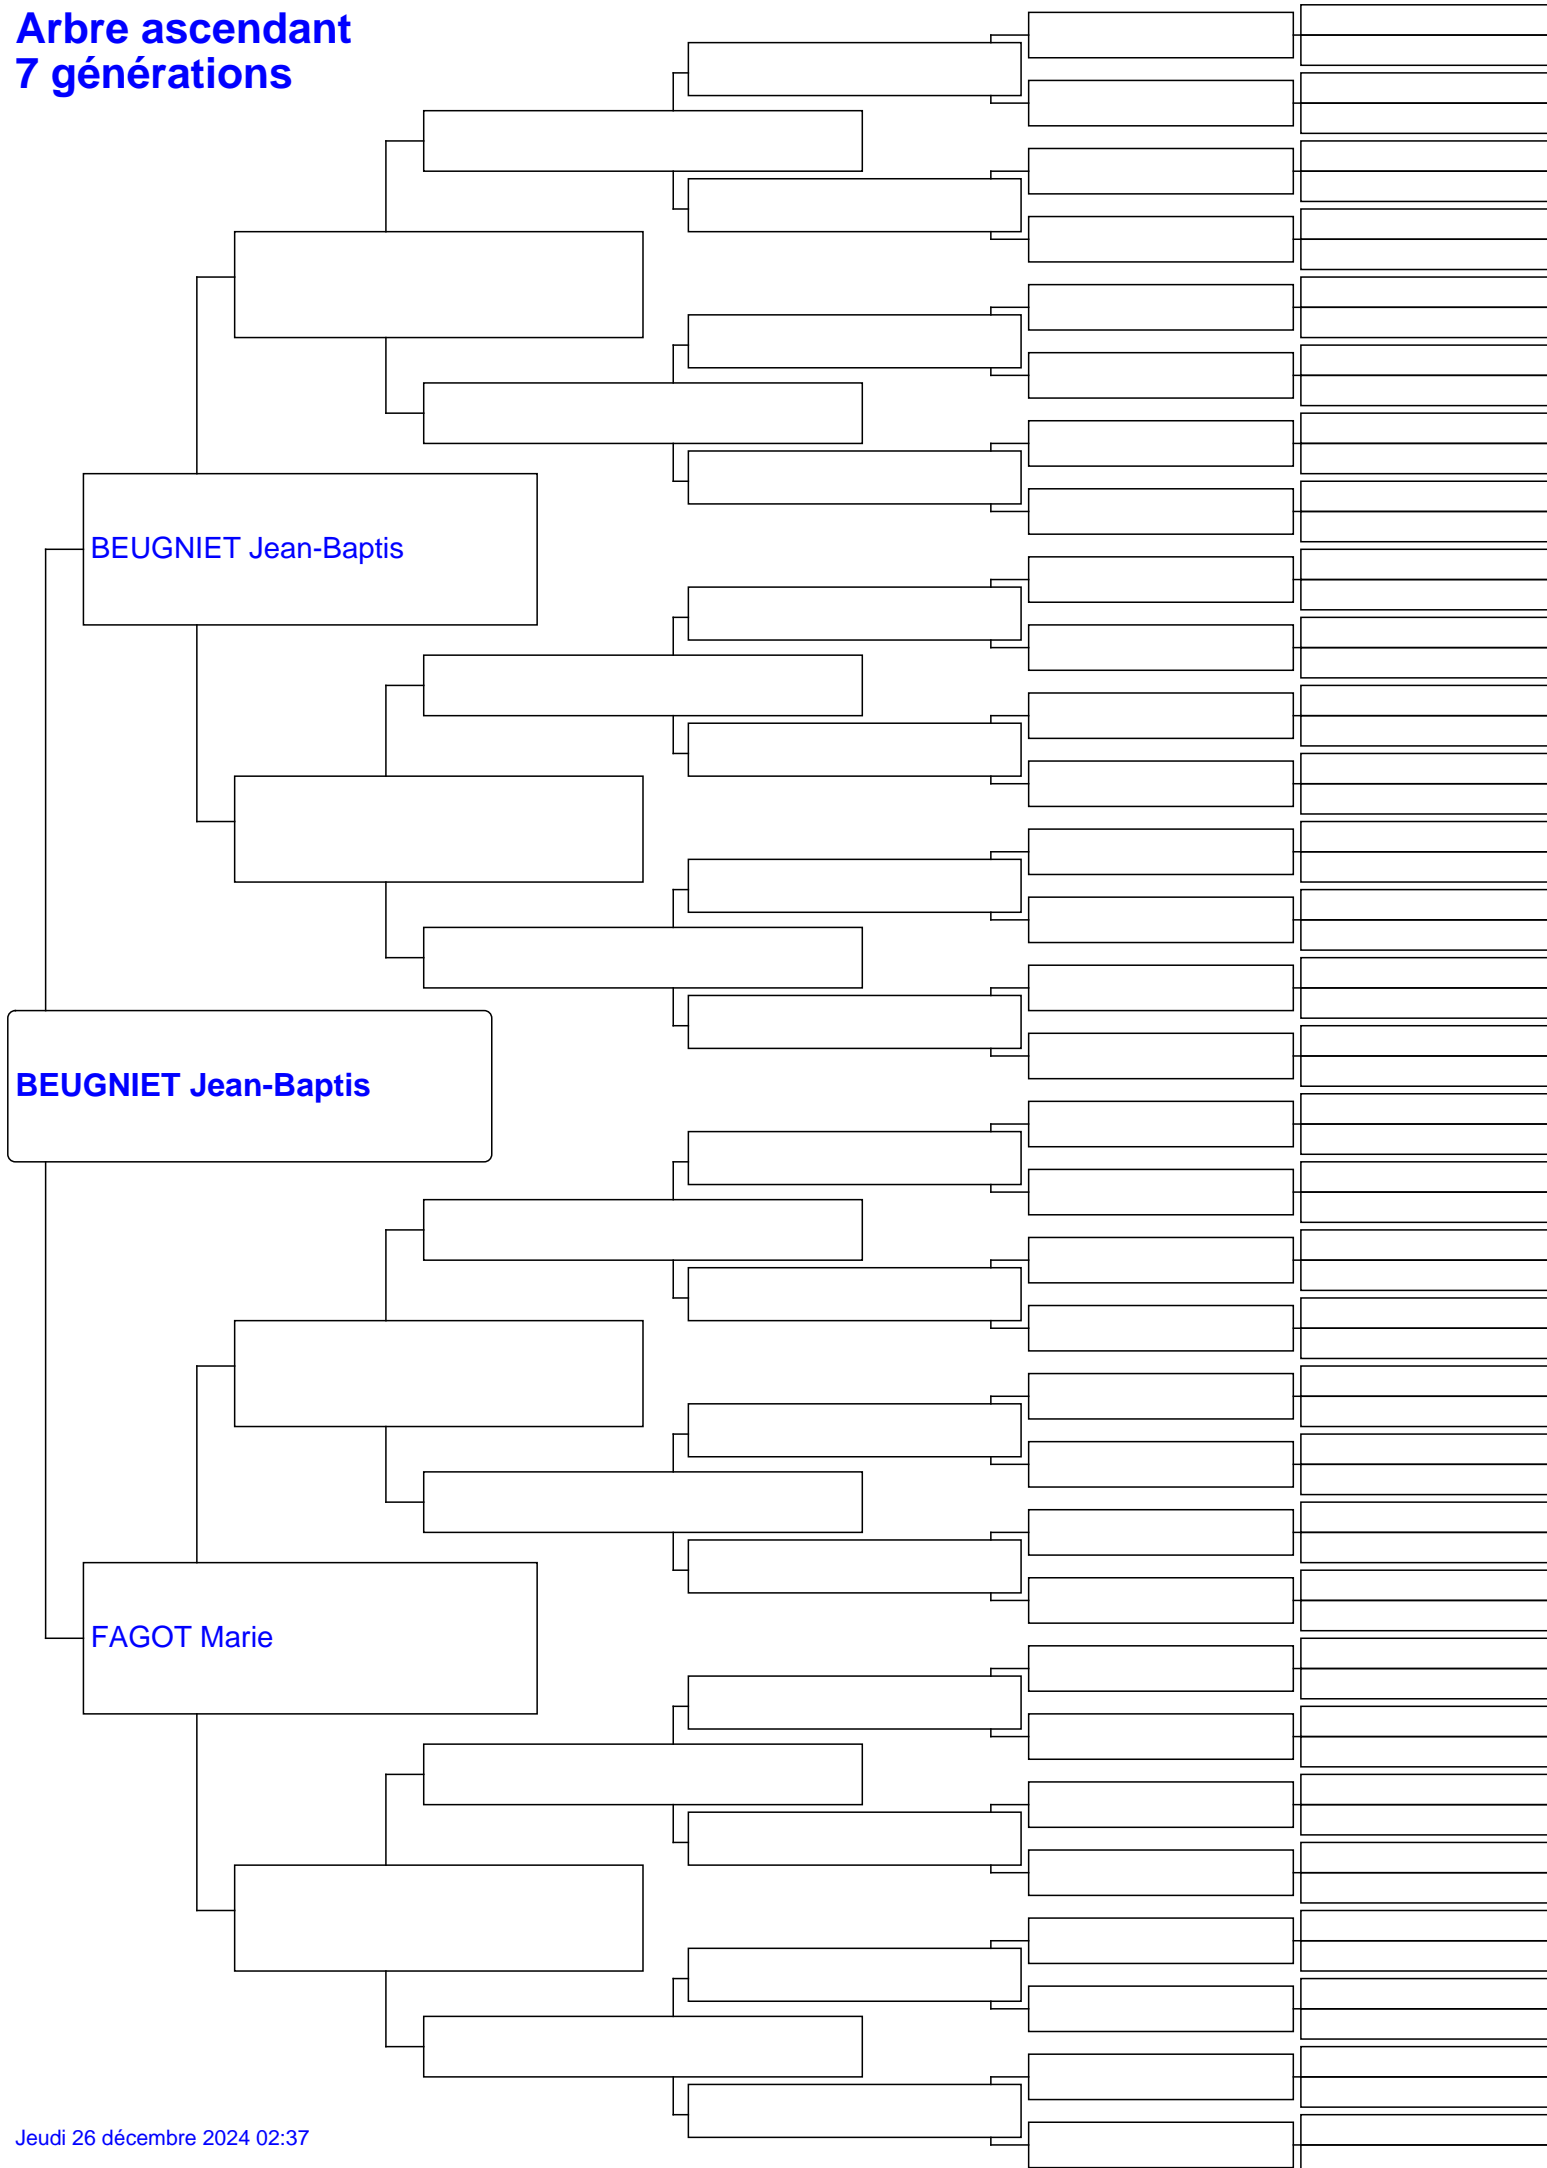 Arbre ascendant
7 générations
BEUGNIET Jean-Baptis
BEUGNIET Jean-Baptis
FAGOT Marie
Jeudi 26 décembre 2024 02:37